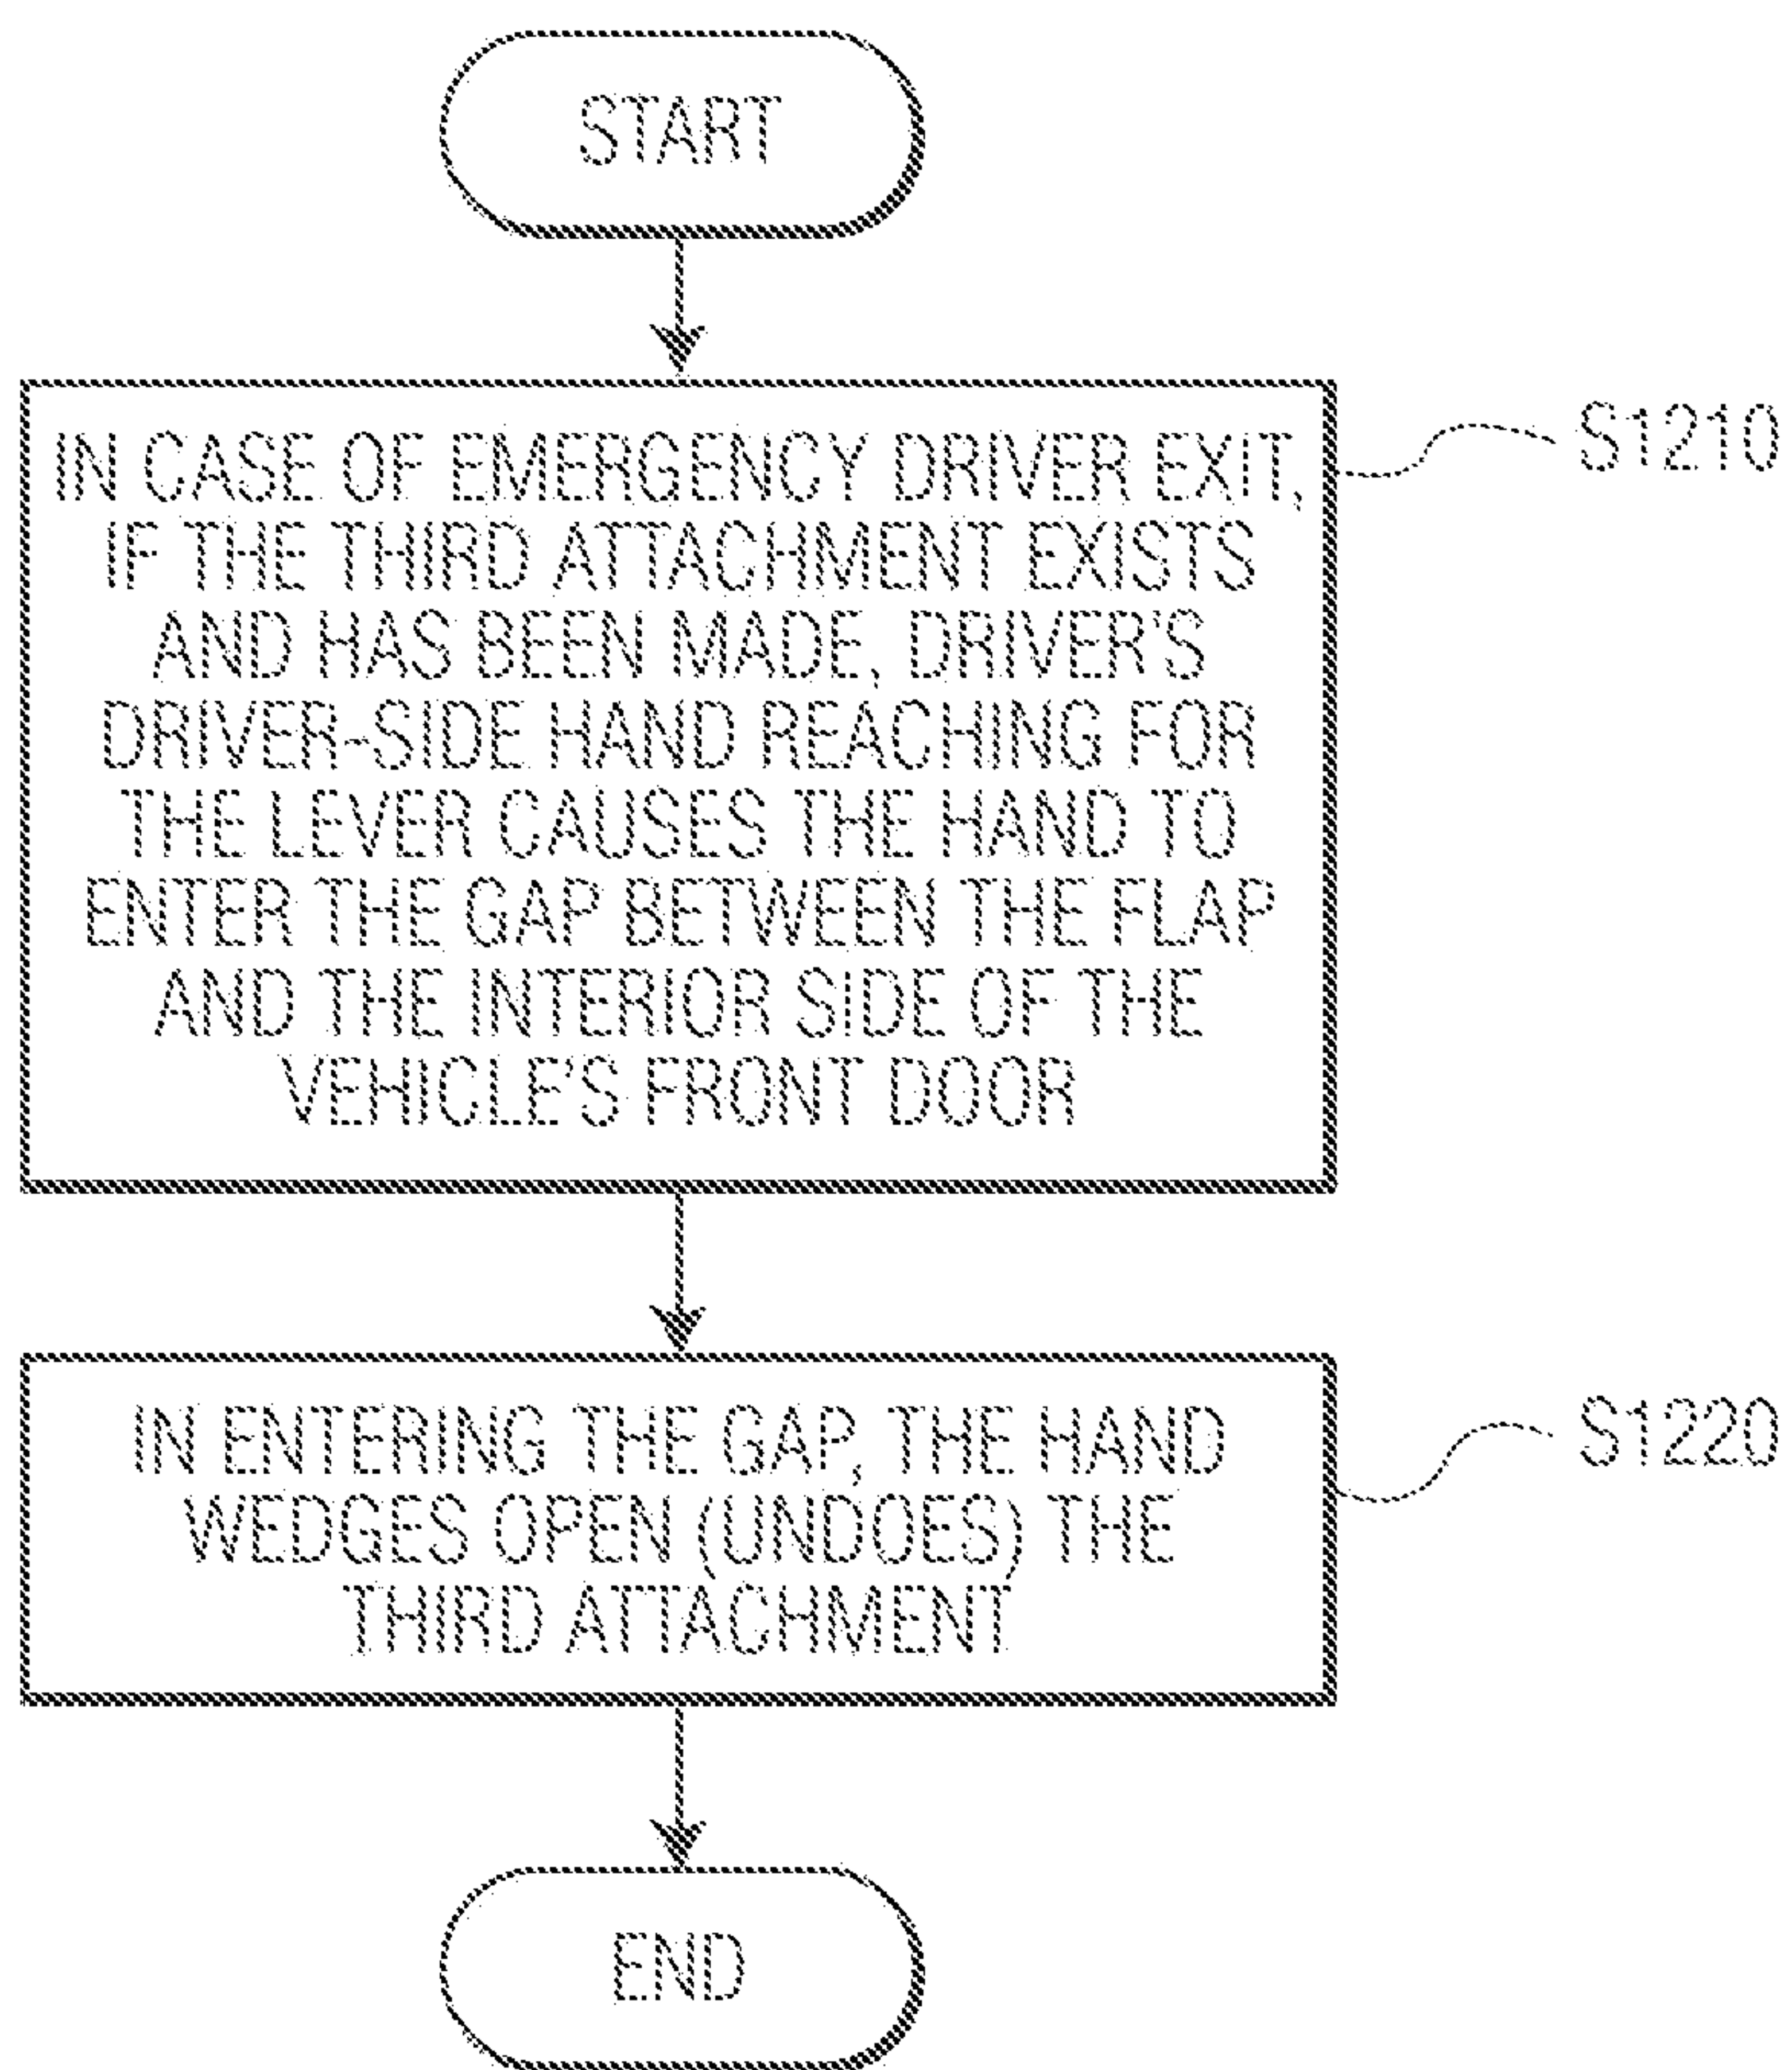 START
IN CASE OF EMERGENCY DRIVER EXIT,
IF THE THIRD ATTACHMENT EXISTS
AND HAS BEEN MADE, DRIVER'S
DRIVER-SIDE HAND REACHING FOR
THE LEVER CAUSES THE HAND TO
ENTER THE GAP BETWEEN THE FLAP
AND THE INTERIOR SIDE OF THE
VEHICLE'S FRONT DOOR
S1210
IN ENTERING THE GAP, THE HAND
WEDGES OPEN (UNDOES) THE
THIRD ATTACHMENT
S1220
END